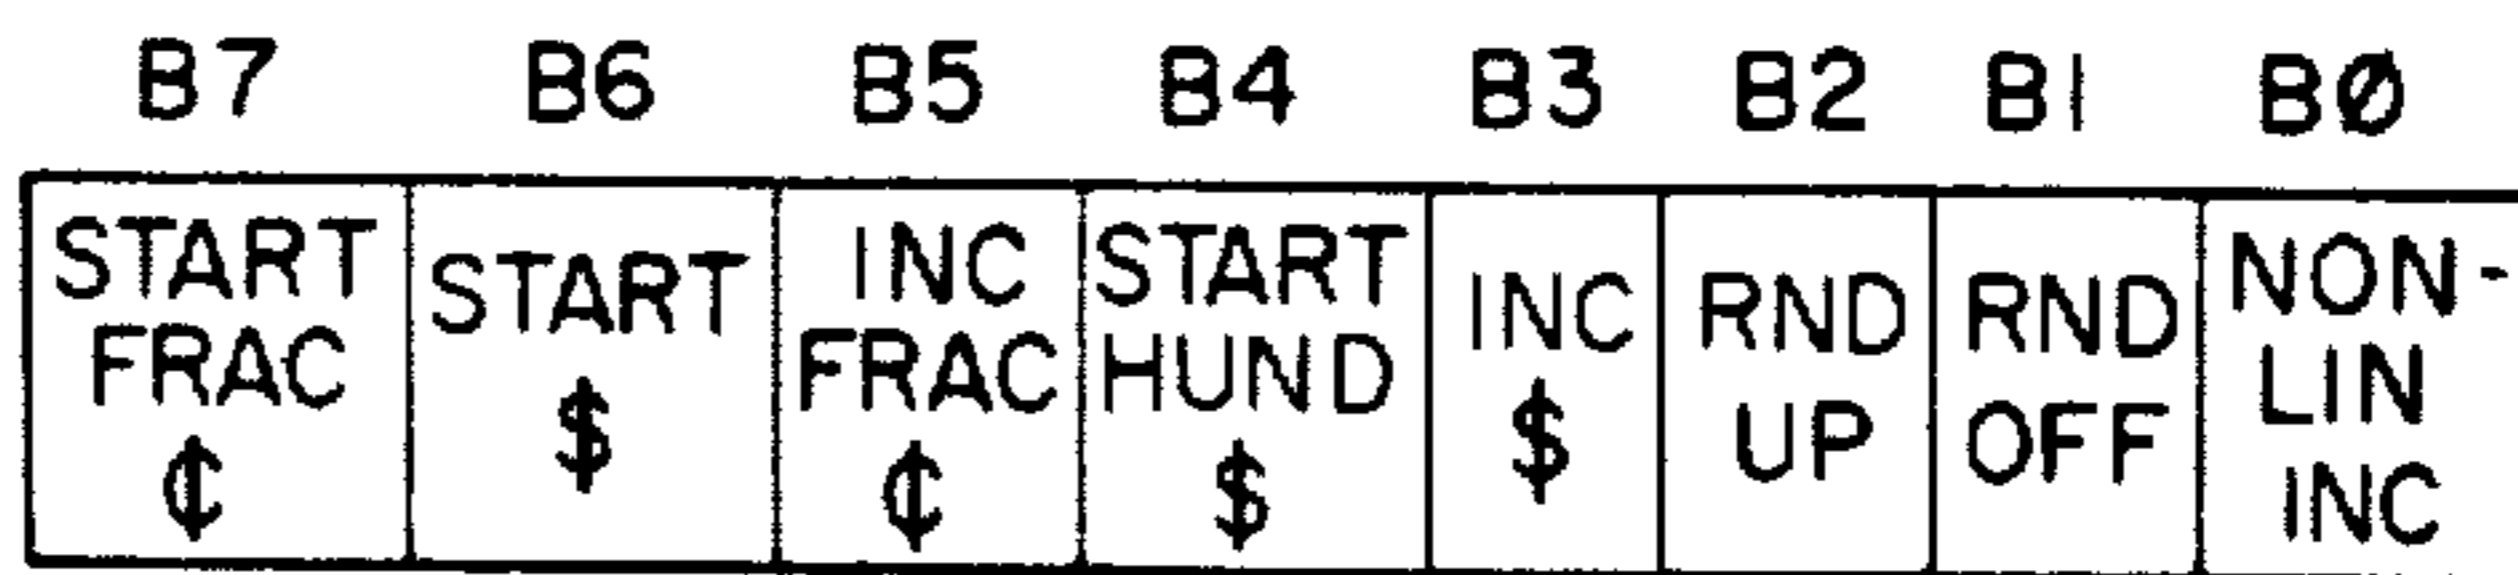 B7 B6 B5 B4 B3 B2 B1 B0
START FRAC ¢
START $
INC FRAC ¢
START HUND $
INC $
RND UP
RND OFF
NON-
LIN
INC